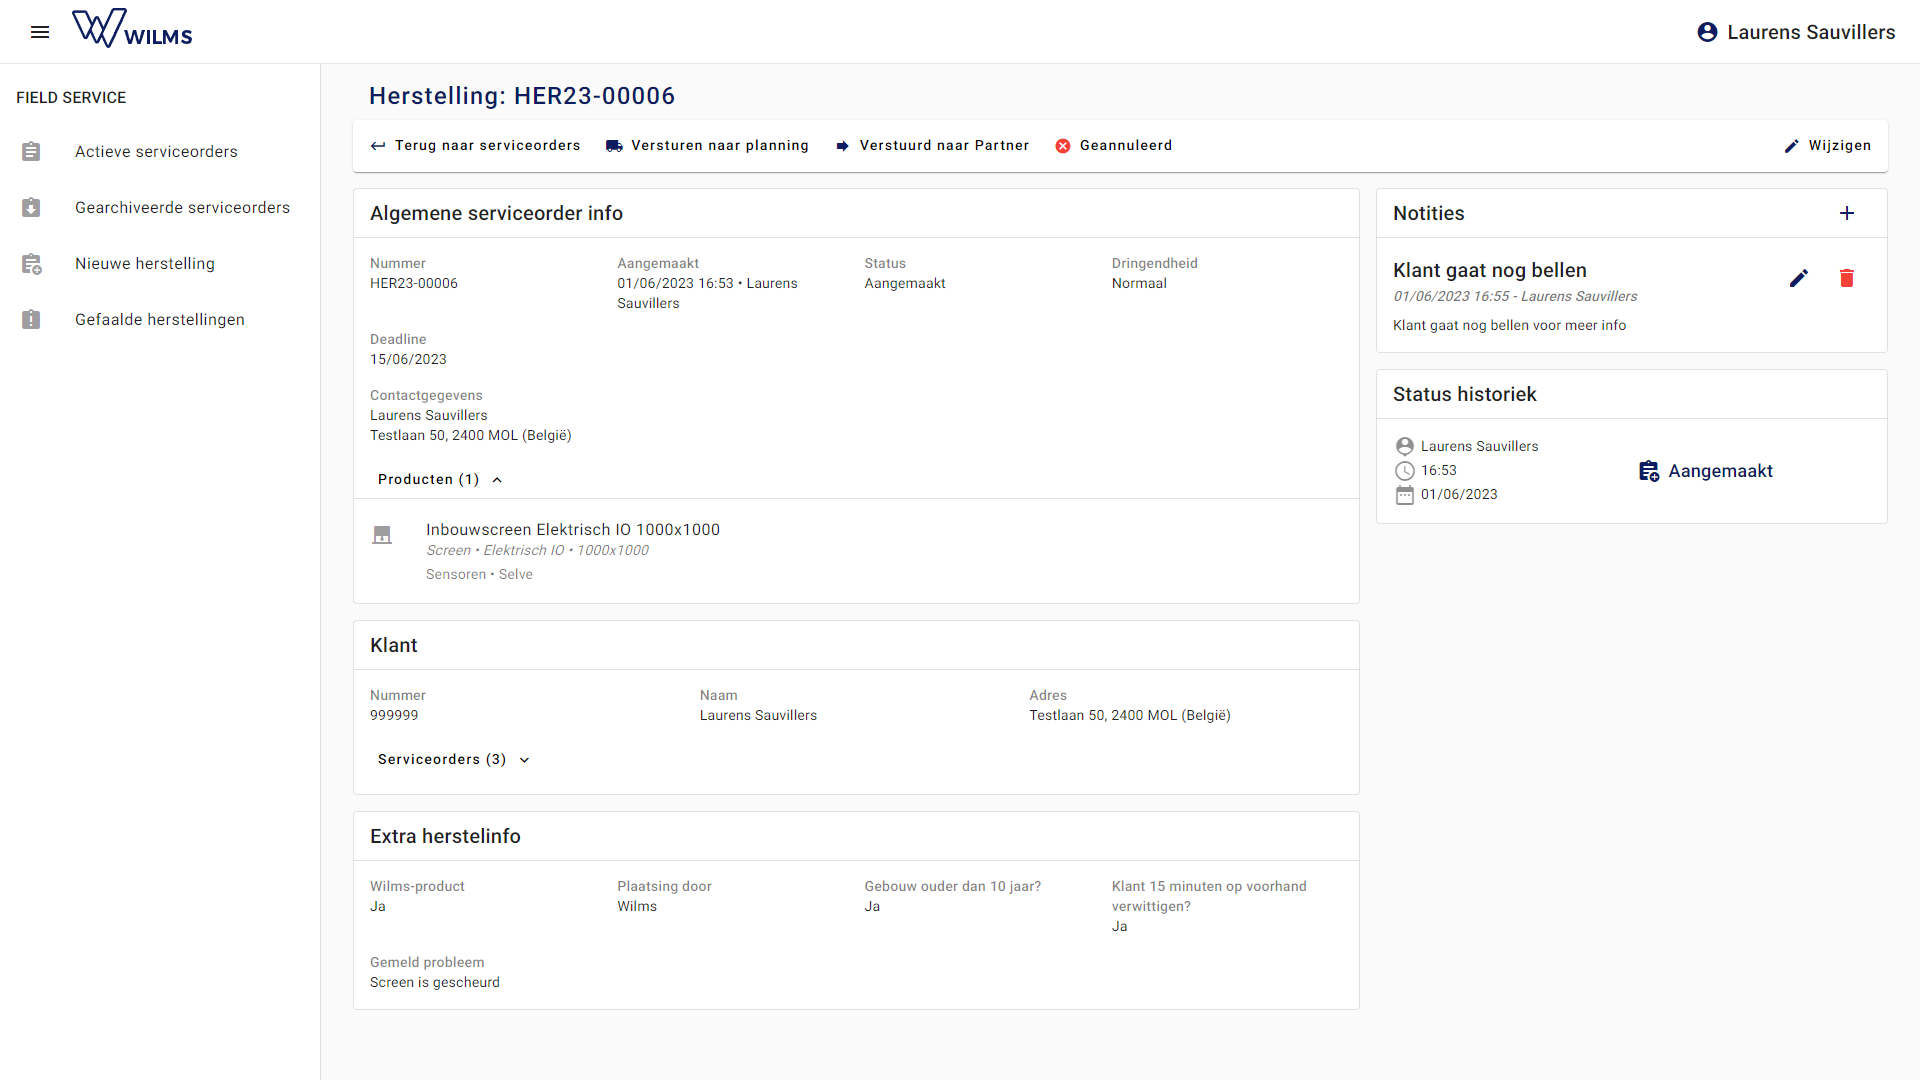 WILMS
Laurens Sauvillers
FIELD SERVICE
Actieve serviceorders
Gearchiveerde serviceorders
Nieuwe herstelling
Gefaalde herstellingen
Herstelling: HER23-00006
Terug naar serviceorders
Versturen naar planning
Verstuurd naar Partner
Geannuleerd
Wijzigen
Algemene serviceorder info
Nummer
HER23-00006
Aangemaakt
01/06/2023 16:53 • Laurens
Sauvillers
Status
Aangemaakt
Dringendheid
Normaal
Deadline
15/06/2023
Contactgegevens
Laurens Sauvillers
Testlaan 50, 2400 MOL (België)
Producten (1)
Inbouwscreen Elektrisch IO 1000x1000
Screen • Elektrisch IO • 1000x1000
Sensoren • Selve
Klant
Nummer
999999
Naam
Laurens Sauvillers
Adres
Testlaan 50, 2400 MOL (België)
Serviceorders (3)
Extra herstelinfo
Wilms-product
Ja
Plaatsing door
Wilms
Gebouw ouder dan 10 jaar?
Ja
Klant 15 minuten op voorhand
verwittigen?
Ja
Gemeld probleem
Screen is gescheurd
Notities
Klant gaat nog bellen
01/06/2023 16:55 - Laurens Sauvillers
Klant gaat nog bellen voor meer info
Status historiek
Laurens Sauvillers
16:53
01/06/2023
Aangemaakt